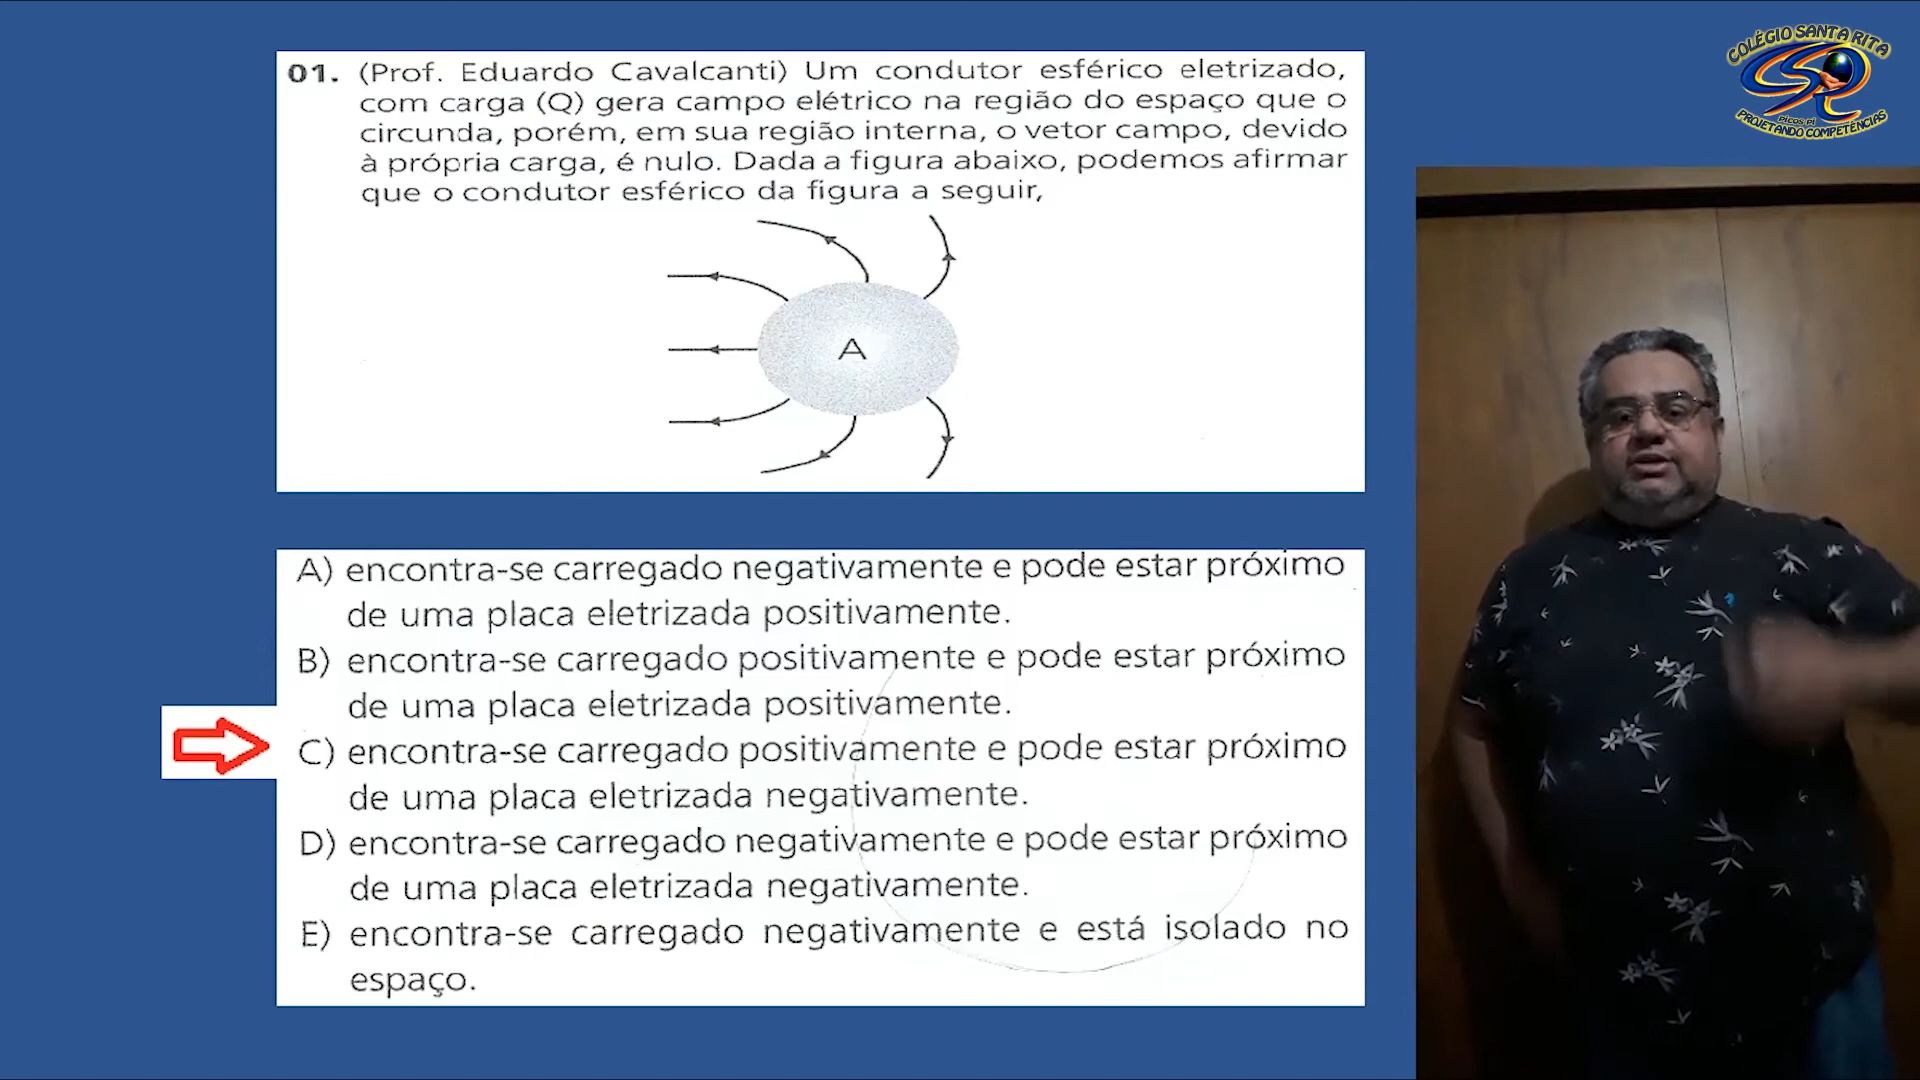 01. (Prof. Eduardo Cavalcanti) Um condutor esférico eletrizado,
com carga (Q) gera campo elétrico na região do espaço que o
circunda, porém, em sua região interna, o vetor campo, devido
à própria carga, é nulo. Dada a figura abaixo, podemos afirmar
que o condutor esférico da figura a seguir,
A
A) encontra-se carregado negativamente e pode estar próximo
de uma placa eletrizada positivamente.
B) encontra-se carregado positivamente e pode estar próximo
de uma placa eletrizada positivamente.
C) encontra-se carregado positivamente e pode estar próximo
de uma placa eletrizada negativamente.
D) encontra-se carregado negativamente e pode estar próximo
de uma placa eletrizada negativamente.
E) encontra-se carregado negativamente e está isolado no
espaço.
COLÉGIO SANTA RITA
CSR
Picos-PI
PROJETANDO COMPETÊNCIAS